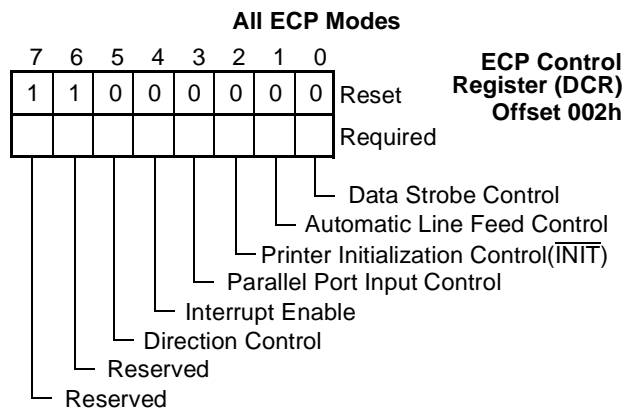 All ECP Modes
7 6 5 4 3 2 1 0
ECP Control
Register (DCR)
Offset 002h
1 1 0 0 0 0 0 0 Reset
Required
Data Strobe Control
Automatic Line Feed Control
Printer Initialization Control(INIT)
Parallel Port Input Control
Interrupt Enable
Direction Control
Reserved
Reserved